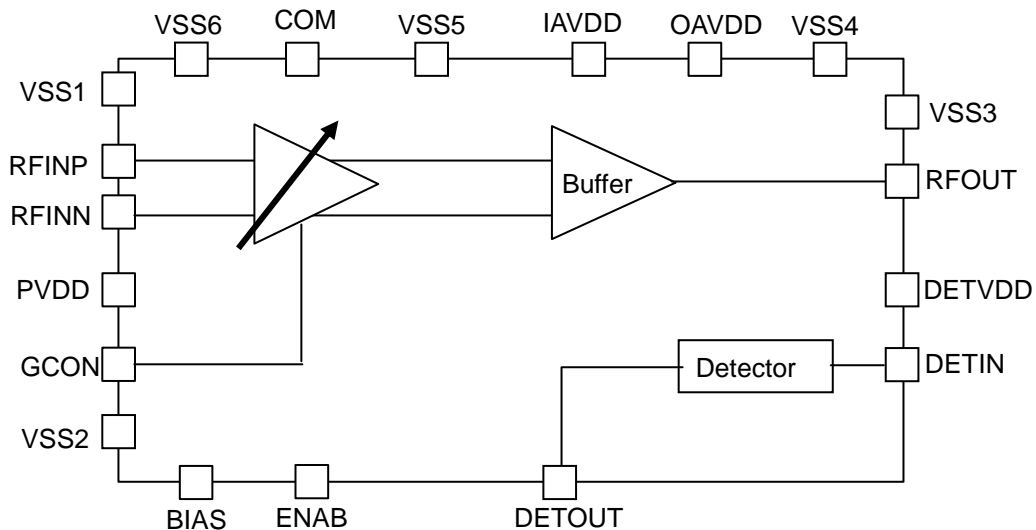 VSS6 COM VSS5 IAVDD OAVDD VSS4
VSS1
VSS3
RFINP
Buffer
RFOUT
RFINN
PVDD
DETVDD
GCON
Detector
DETIN
VSS2
BIAS ENAB DETOUT